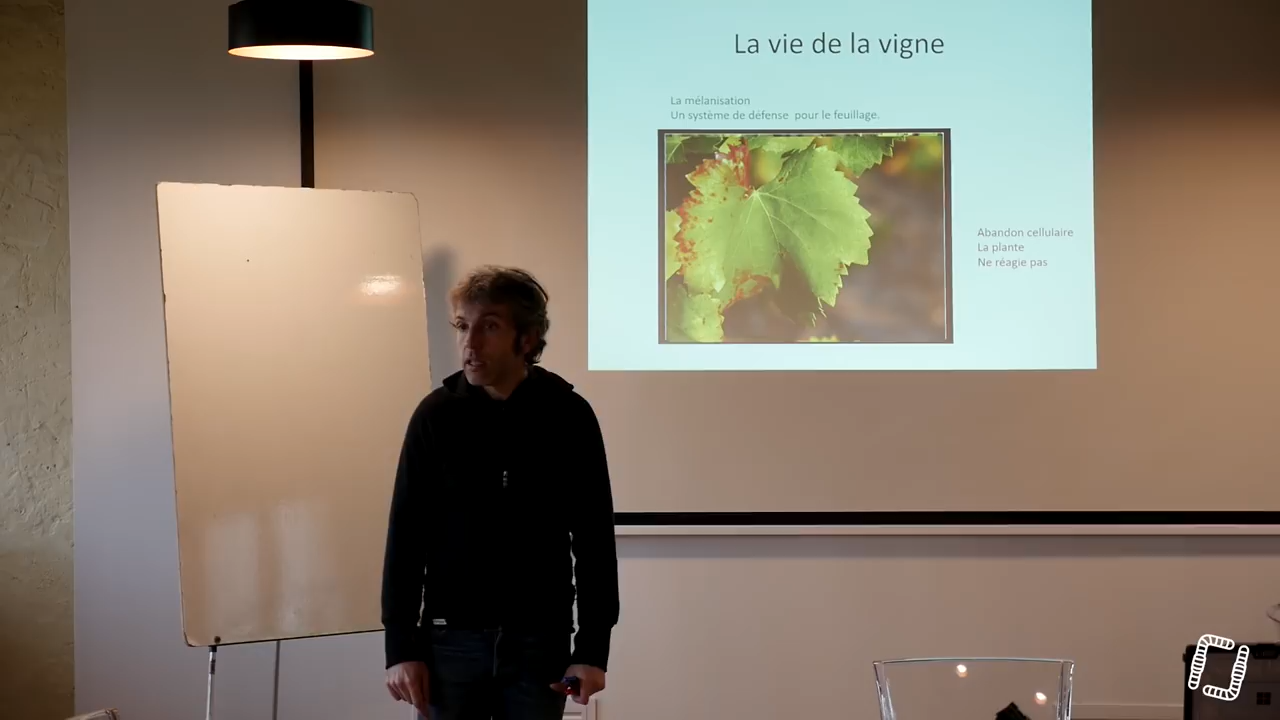 La vie de la vigne
La mélanisation
Un système de défense pour le feuillage.
Abandon cellulaire
La plante
Ne réagie pas